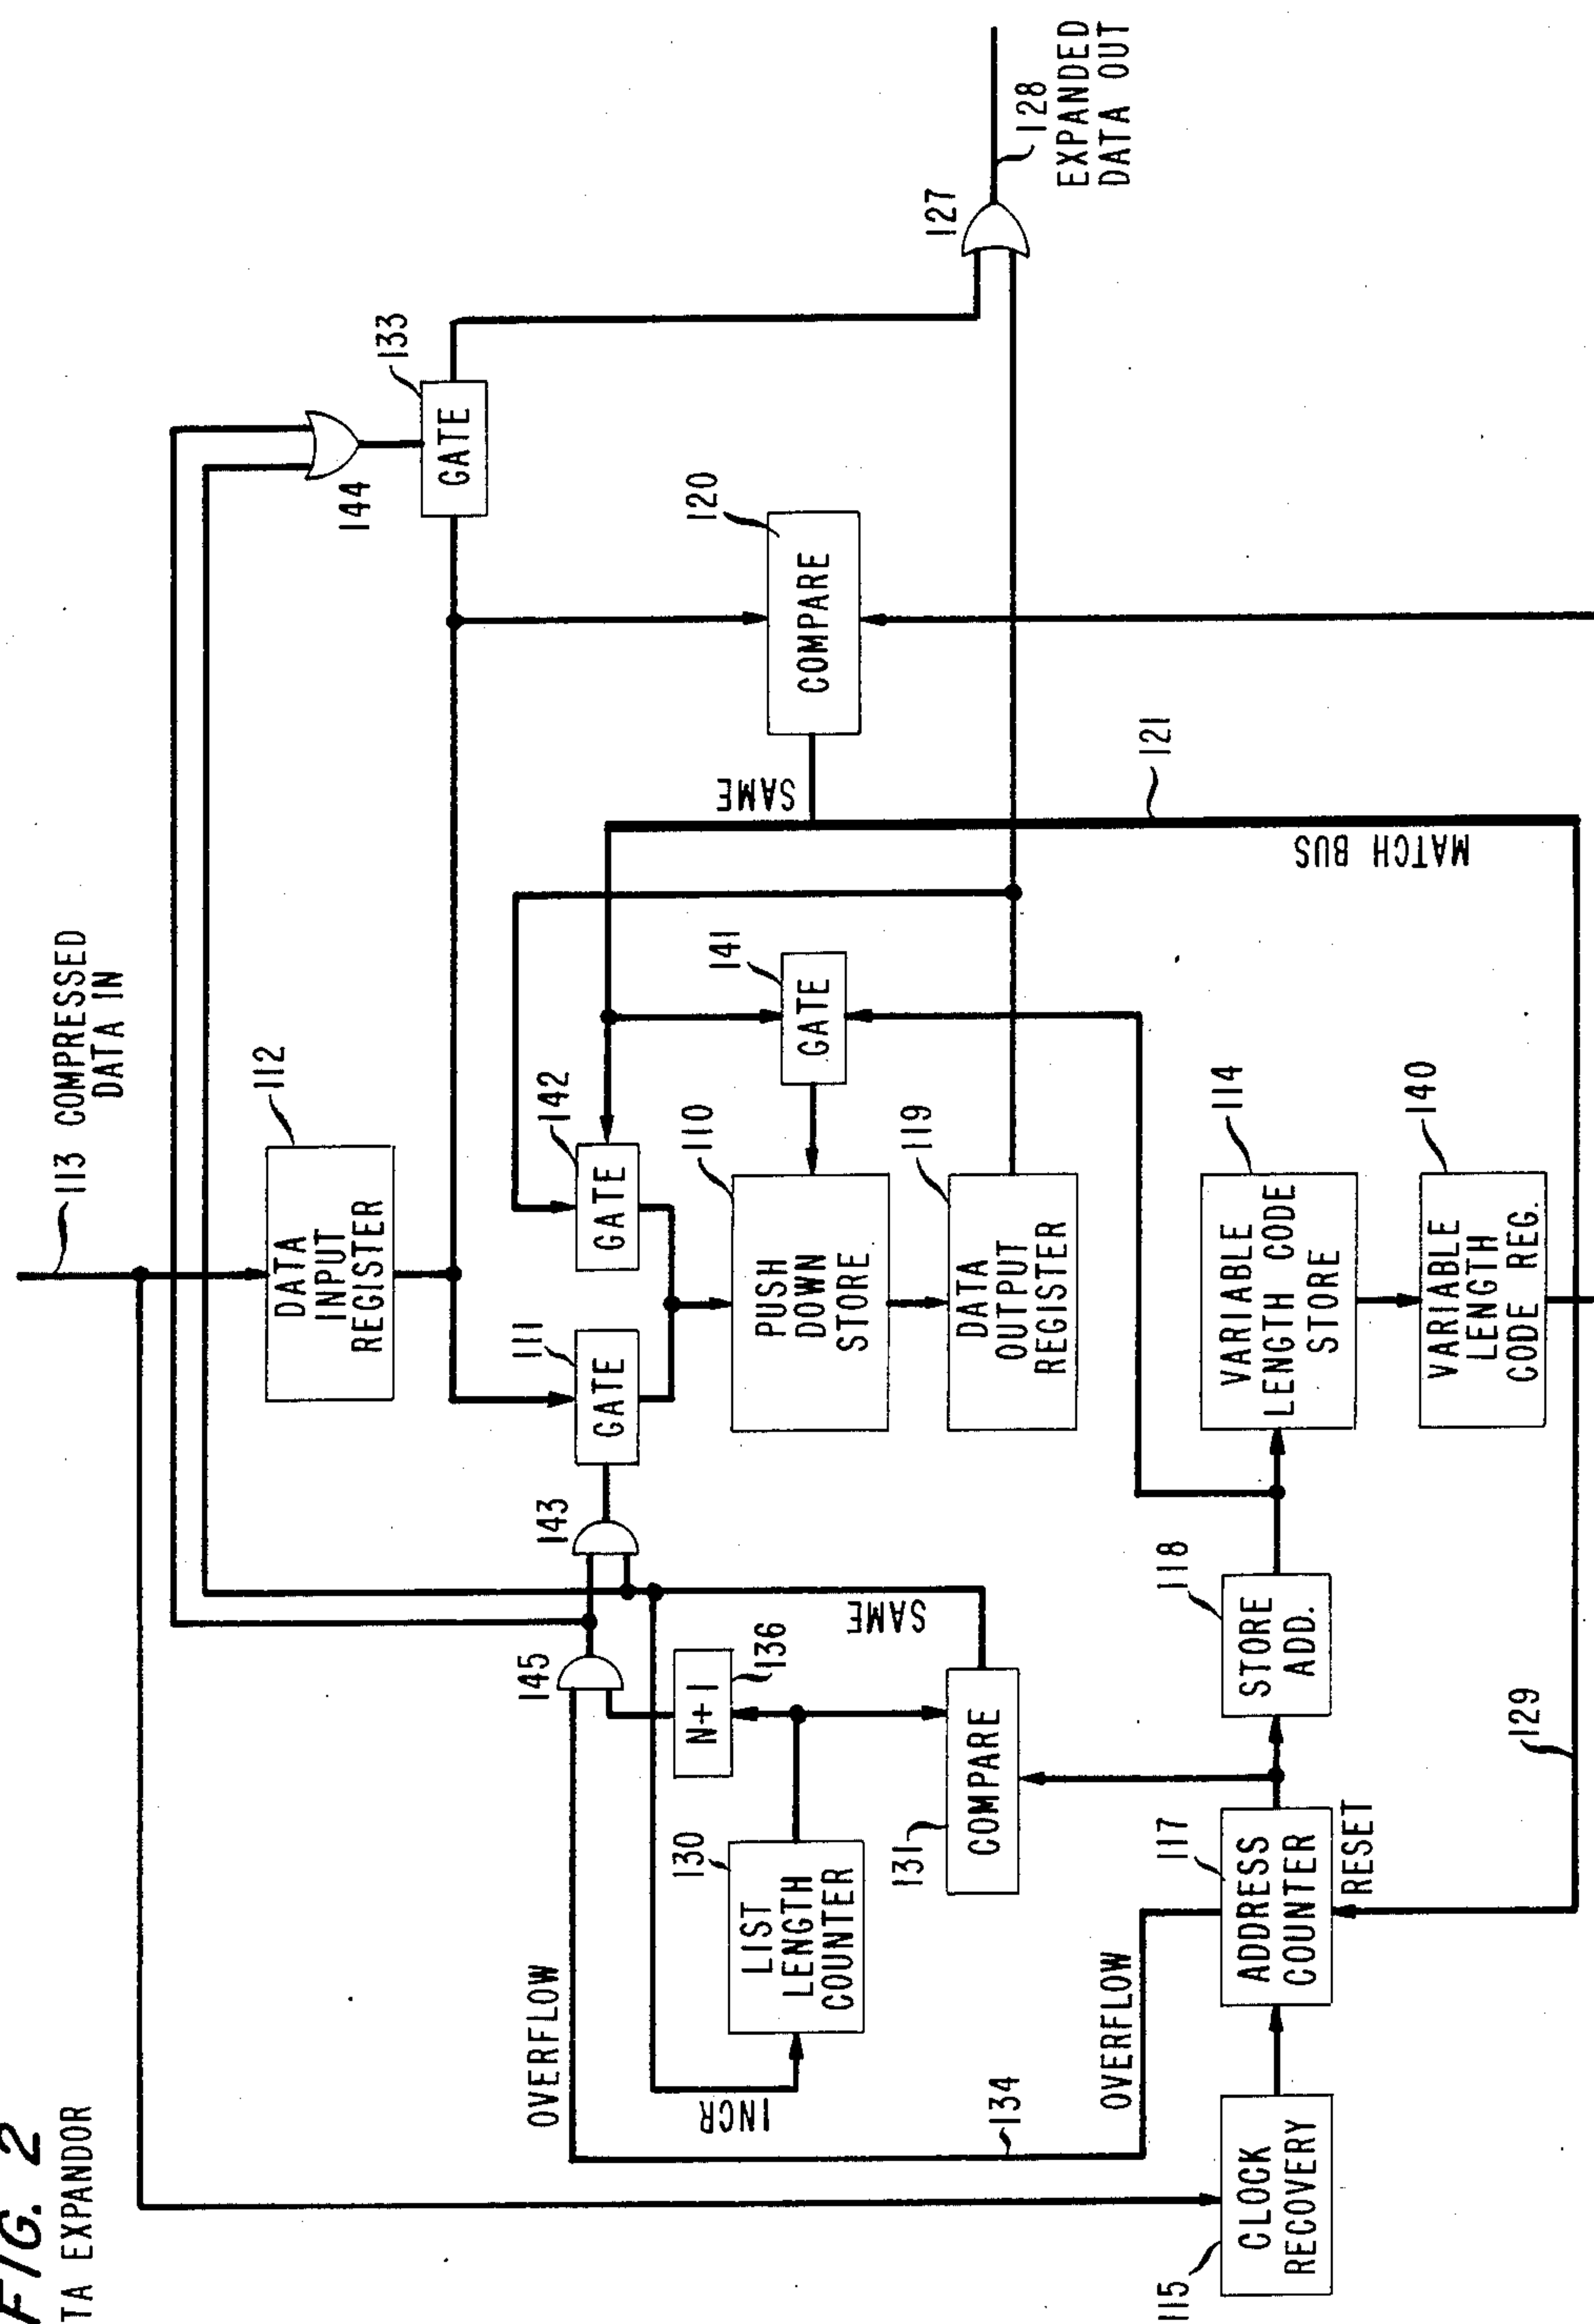 FIG. 2
TA EXPANDOR
113 COMPRESSED
DATA IN
112
DATA
INPUT
REGISTER
144
133
GATE
111
GATE
142
GATE
143
145
OVERFLOW
INCR
130
LIST
LENGTH
COUNTER
N+1
136
SAME
131
COMPARE
110
PUSH
DOWN
STORE
141
GATE
119
DATA
OUTPUT
REGISTER
SAME
120
COMPARE
127
128
EXPANDED
DATA OUT
121
MATCH BUS
OVERFLOW
134
115
CLOCK
RECOVERY
117
ADDRESS
COUNTER
RESET
118
STORE
ADD.
114
VARIABLE
LENGTH CODE
STORE
140
VARIABLE
LENGTH
CODE REG.
129